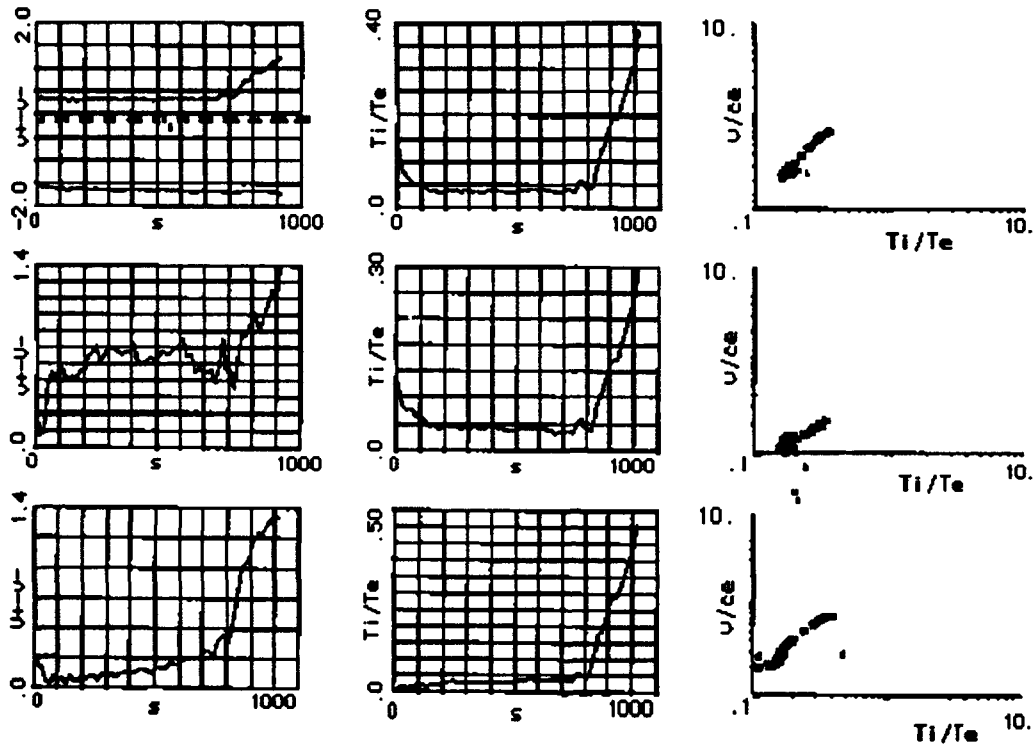 2.0
V+-V-
-2.0
0
s
1000
.40
Ti/Te
.0
0
s
1000
10.
U/ce
.1
10.
Ti/Te
1.4
V+-V-
.0
0
s
1000
.30
Ti/Te
.0
0
s
1000
10.
U/ce
.1
10.
Ti/Te
1.4
V+-V-
.0
0
s
1000
.50
Ti/Te
.0
0
s
1000
10.
U/ce
.1
10.
Ti/Te